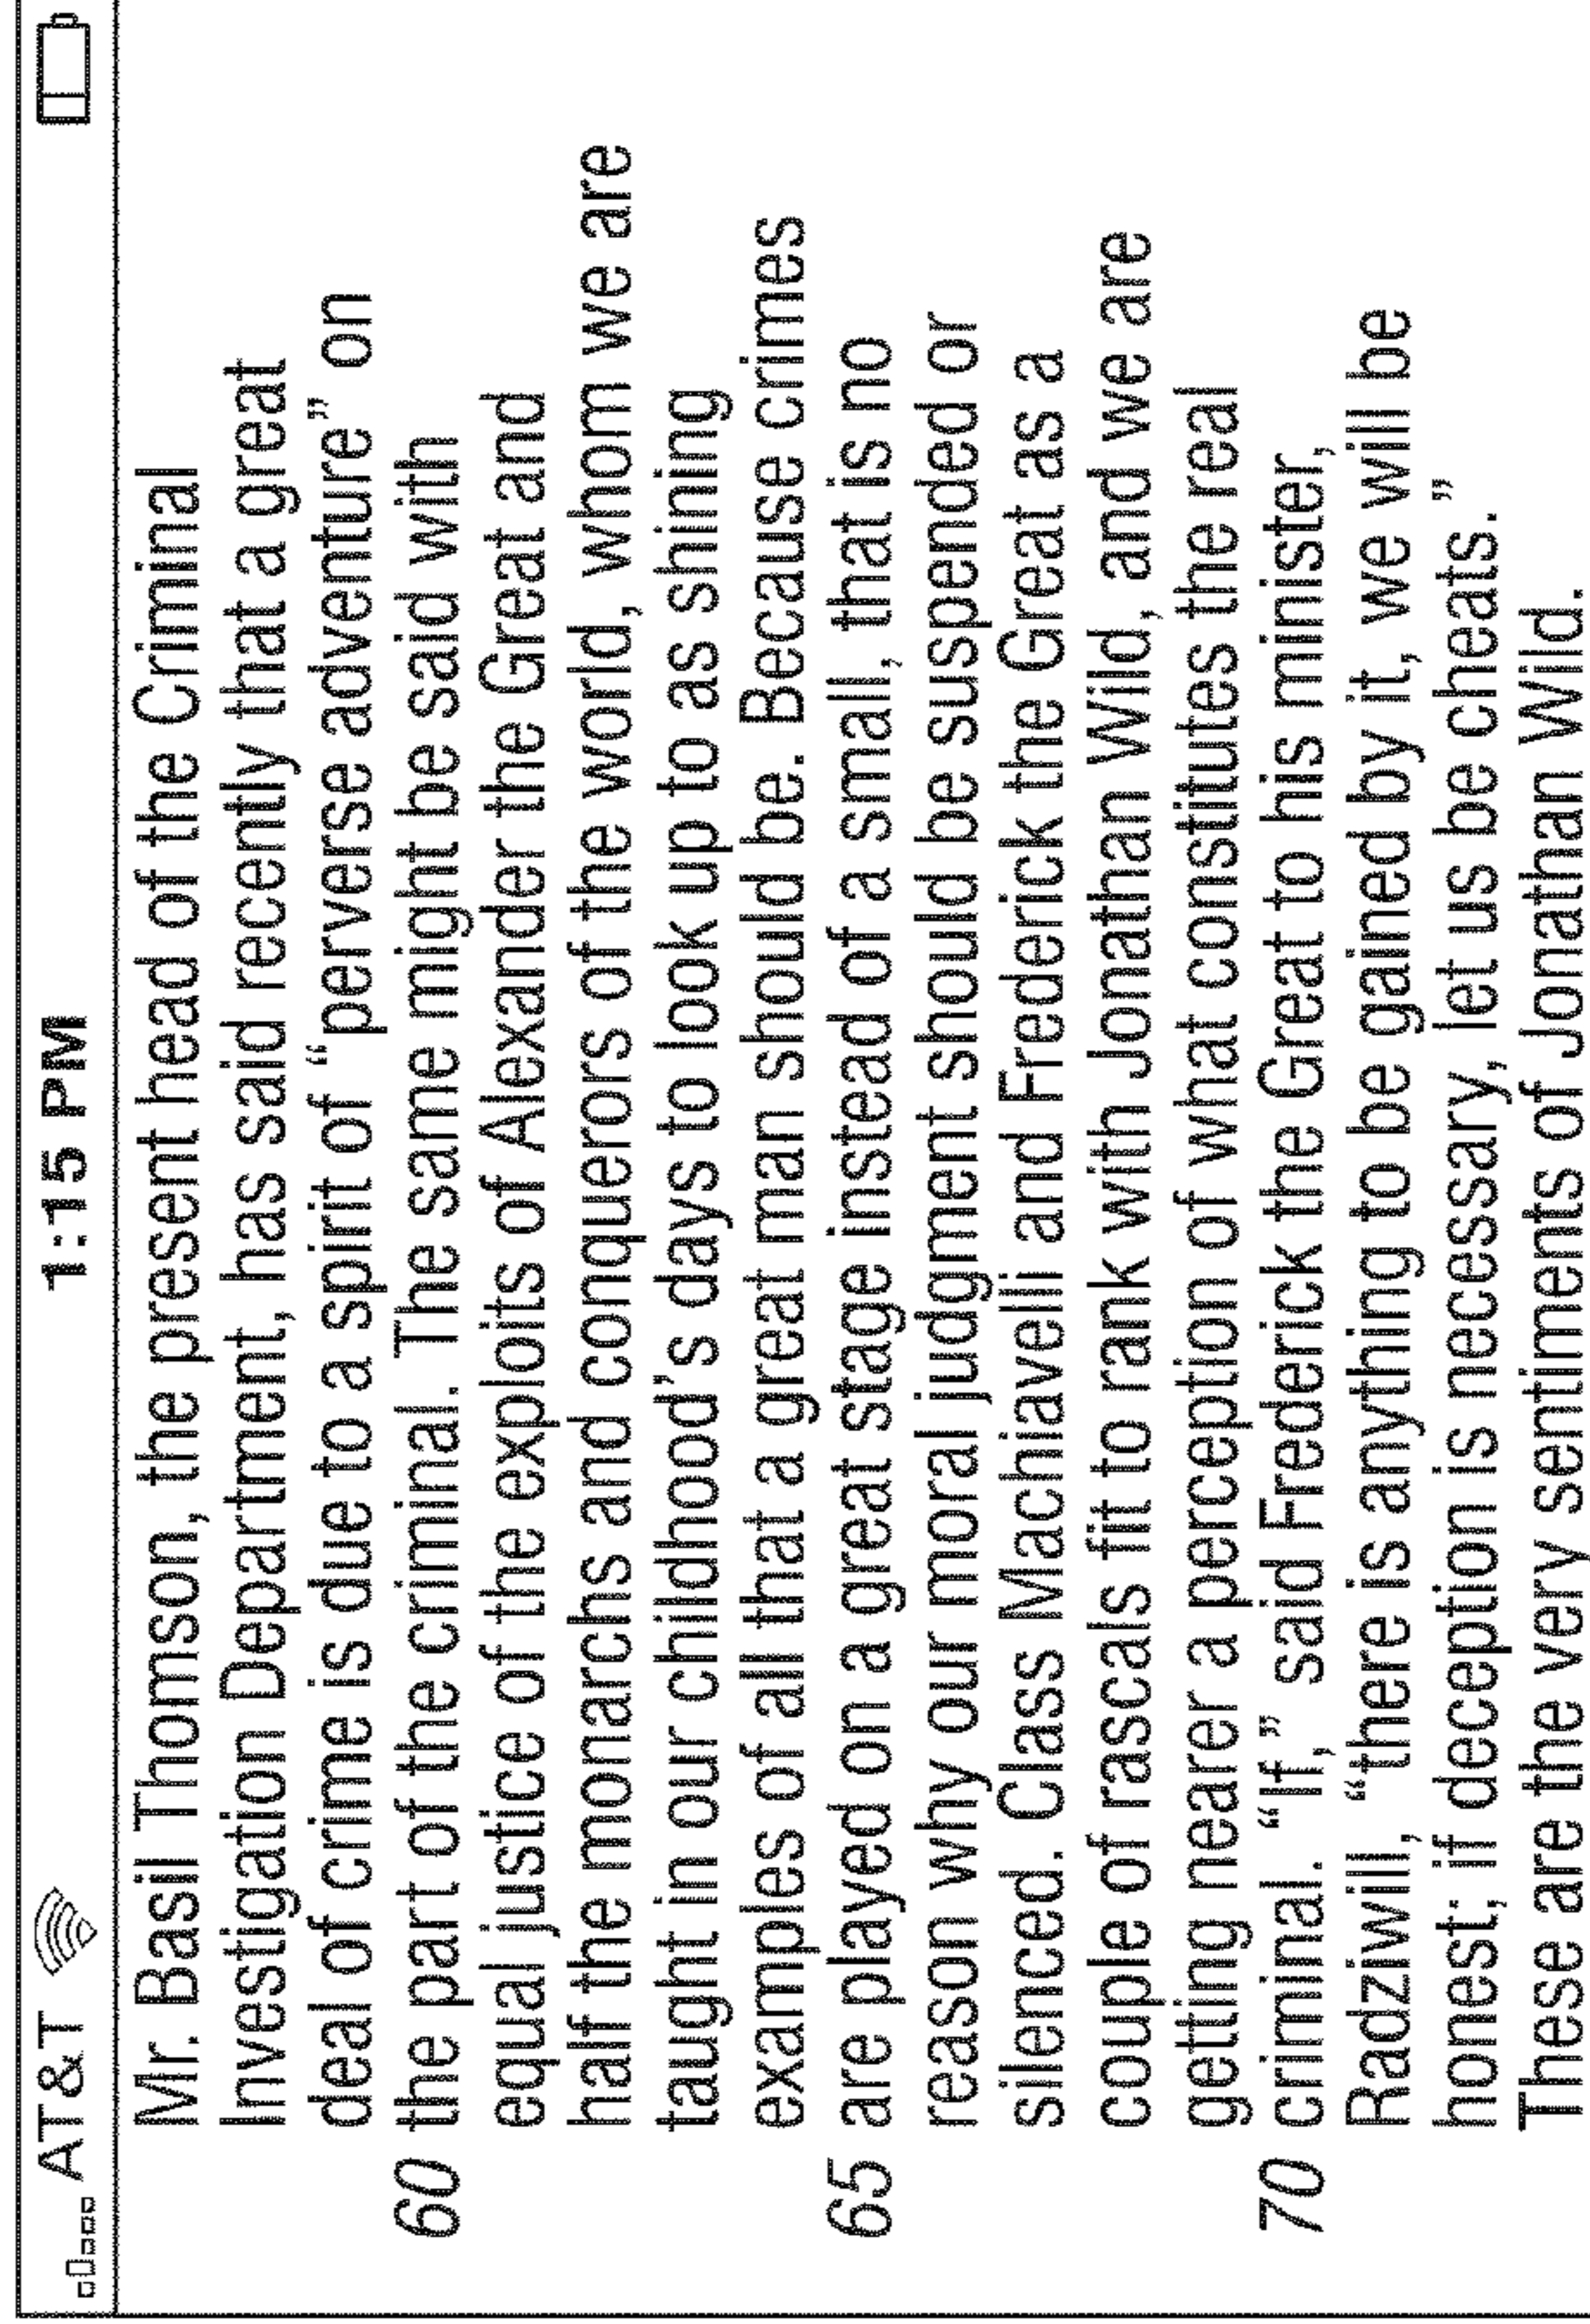 AT&T 1:15 PM
Mr. Basil Thomson, the present head of the Criminal
Investigation Department, has said recently that a great
deal of crime is due to a spirit of “perverse adventure” on
60 the part of the criminal. The same might be said with
equal justice of the exploits of Alexander the Great and
half the monarchs and conquerors of the world, whom we are
taught in our childhood's days to look up to as shining
examples of all that a great man should be. Because crimes
65 are played on a great stage instead of a small, that is no
reason why our moral judgment should be suspended or
silenced. Class Machiavelli and Frederick the Great as a
couple of rascals fit to rank with Jonathan Wild, and we are
getting nearer a perception of what constitutes the real
70 criminal. “If,” said Frederick the Great to his minister,
Radziwill, “there is anything to be gained by it, we will be
honest; if deception is necessary, let us be cheats.”
These are the very sentiments of Jonathan Wild.